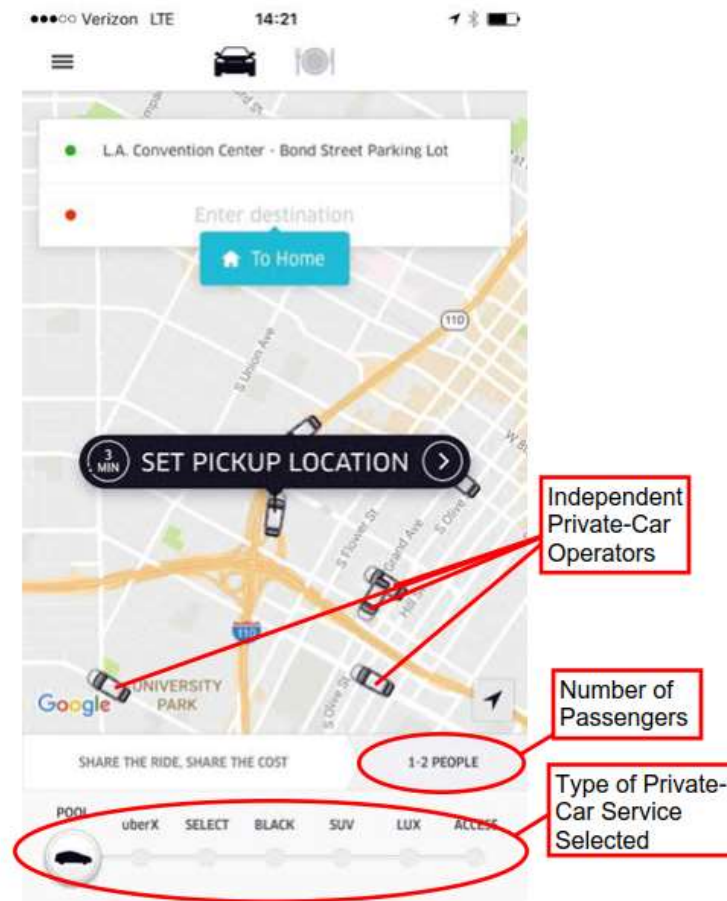 Verizon LTE 14:21
L.A. Convention Center - Bond Street Parking Lot
Enter destination
To Home
110
S Union Ave
3 MIN SET PICKUP LOCATION
W 8th
S Flower St
Grand Ave
S Olive
Hill St
110
UNIVERSITY
PARK
S Olive St
Google
Independent
Private-Car
Operators
Number of
Passengers
SHARE THE RIDE, SHARE THE COST 1-2 PEOPLE
POOL uberX SELECT BLACK SUV LUX ACCESS
Type of Private-
Car Service
Selected